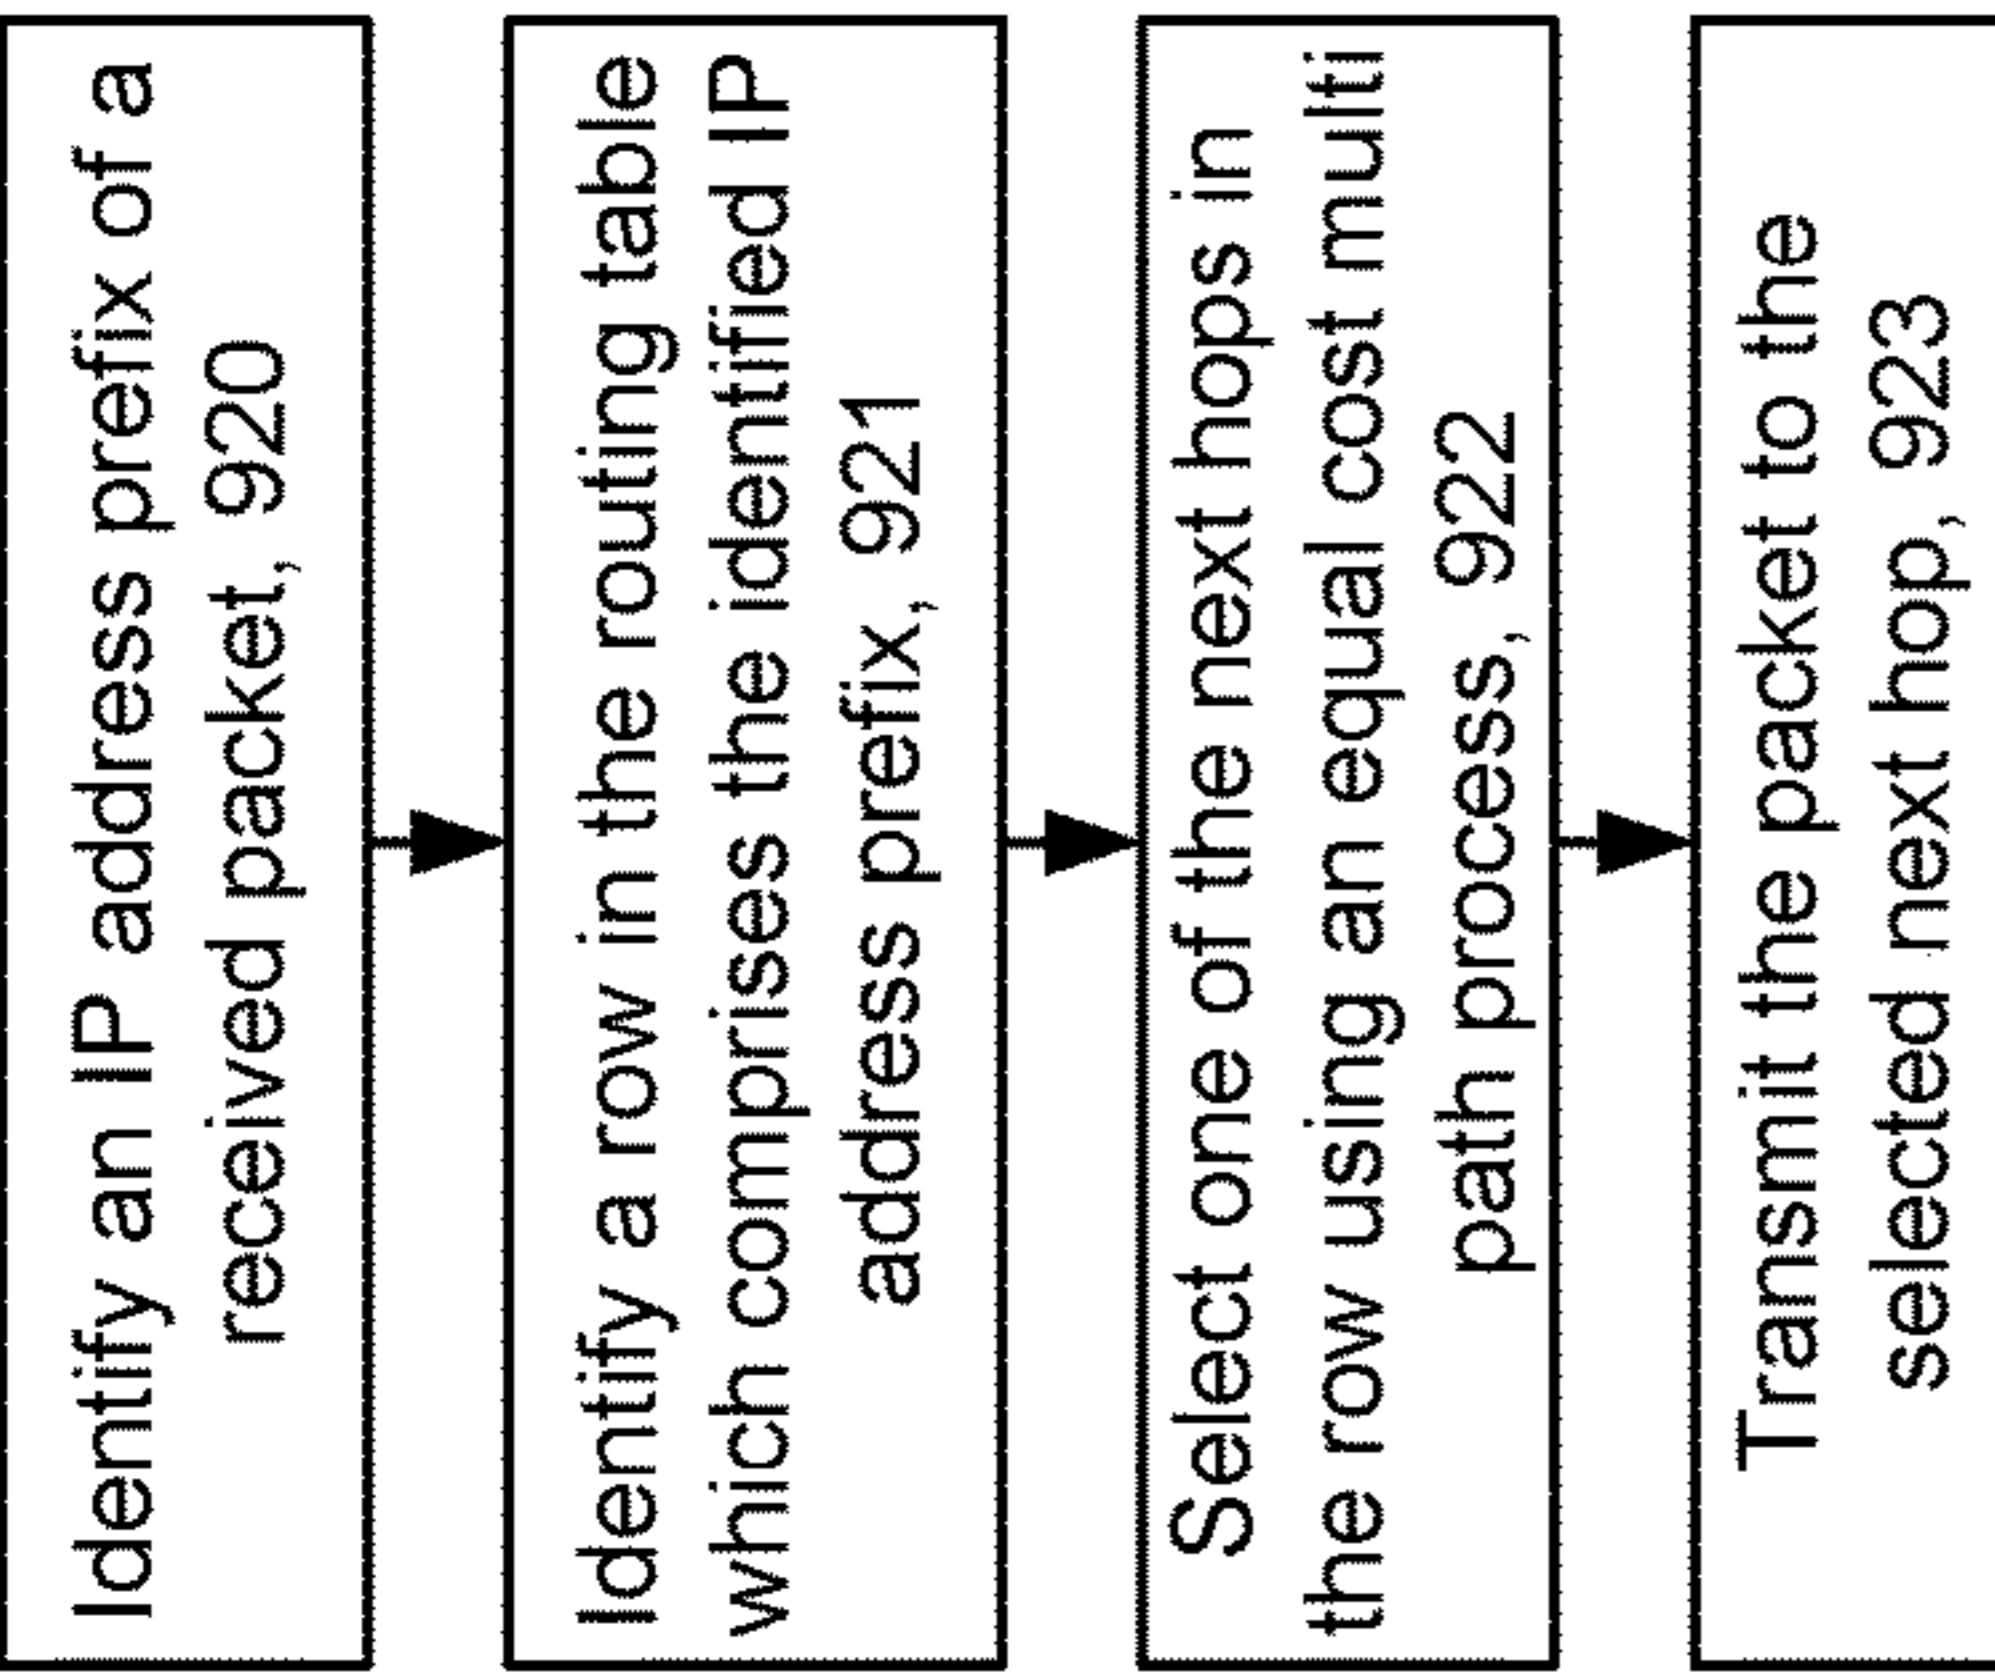 Identify an IP address prefix of a
received packet, 920
Identify a row in the routing table
which comprises the identified IP
address prefix, 921
Select one of the next hops in
the row using an equal cost multi
path process, 922
Transmit the packet to the
selected next hop, 923